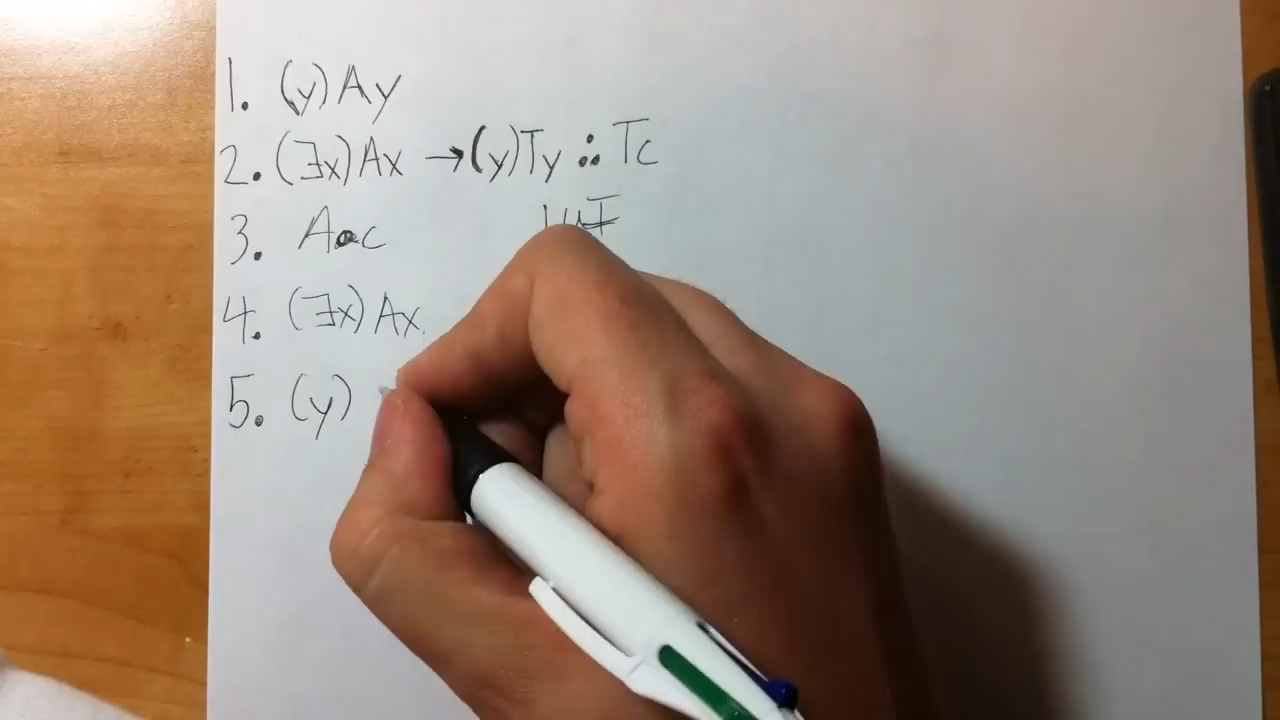 1. (y)Ay
2. (∃x)Ax →(y)Ty ∴ Tc
3. Ac
4. (∃x)Ax
5. (y)